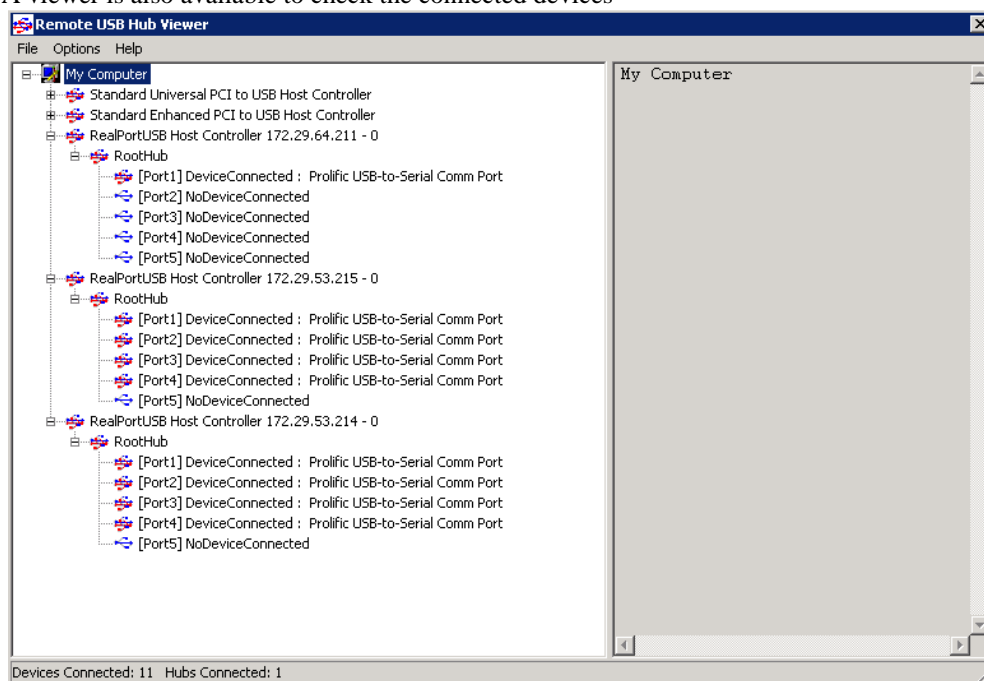 A viewer is also available to check the connected devices
Remote USB Hub Viewer
File Options Help
My Computer
Standard Universal PCI to USB Host Controller
Standard Enhanced PCI to USB Host Controller
RealPortUSB Host Controller 172.29.64.211 - 0
RootHub
[Port1] DeviceConnected : Prolific USB-to-Serial Comm Port
[Port2] NoDeviceConnected
[Port3] NoDeviceConnected
[Port4] NoDeviceConnected
[Port5] NoDeviceConnected
RealPortUSB Host Controller 172.29.53.215 - 0
RootHub
[Port1] DeviceConnected : Prolific USB-to-Serial Comm Port
[Port2] DeviceConnected : Prolific USB-to-Serial Comm Port
[Port3] DeviceConnected : Prolific USB-to-Serial Comm Port
[Port4] DeviceConnected : Prolific USB-to-Serial Comm Port
[Port5] NoDeviceConnected
RealPortUSB Host Controller 172.29.53.214 - 0
RootHub
[Port1] DeviceConnected : Prolific USB-to-Serial Comm Port
[Port2] DeviceConnected : Prolific USB-to-Serial Comm Port
[Port3] DeviceConnected : Prolific USB-to-Serial Comm Port
[Port4] DeviceConnected : Prolific USB-to-Serial Comm Port
[Port5] NoDeviceConnected
My Computer
Devices Connected: 11 Hubs Connected: 1